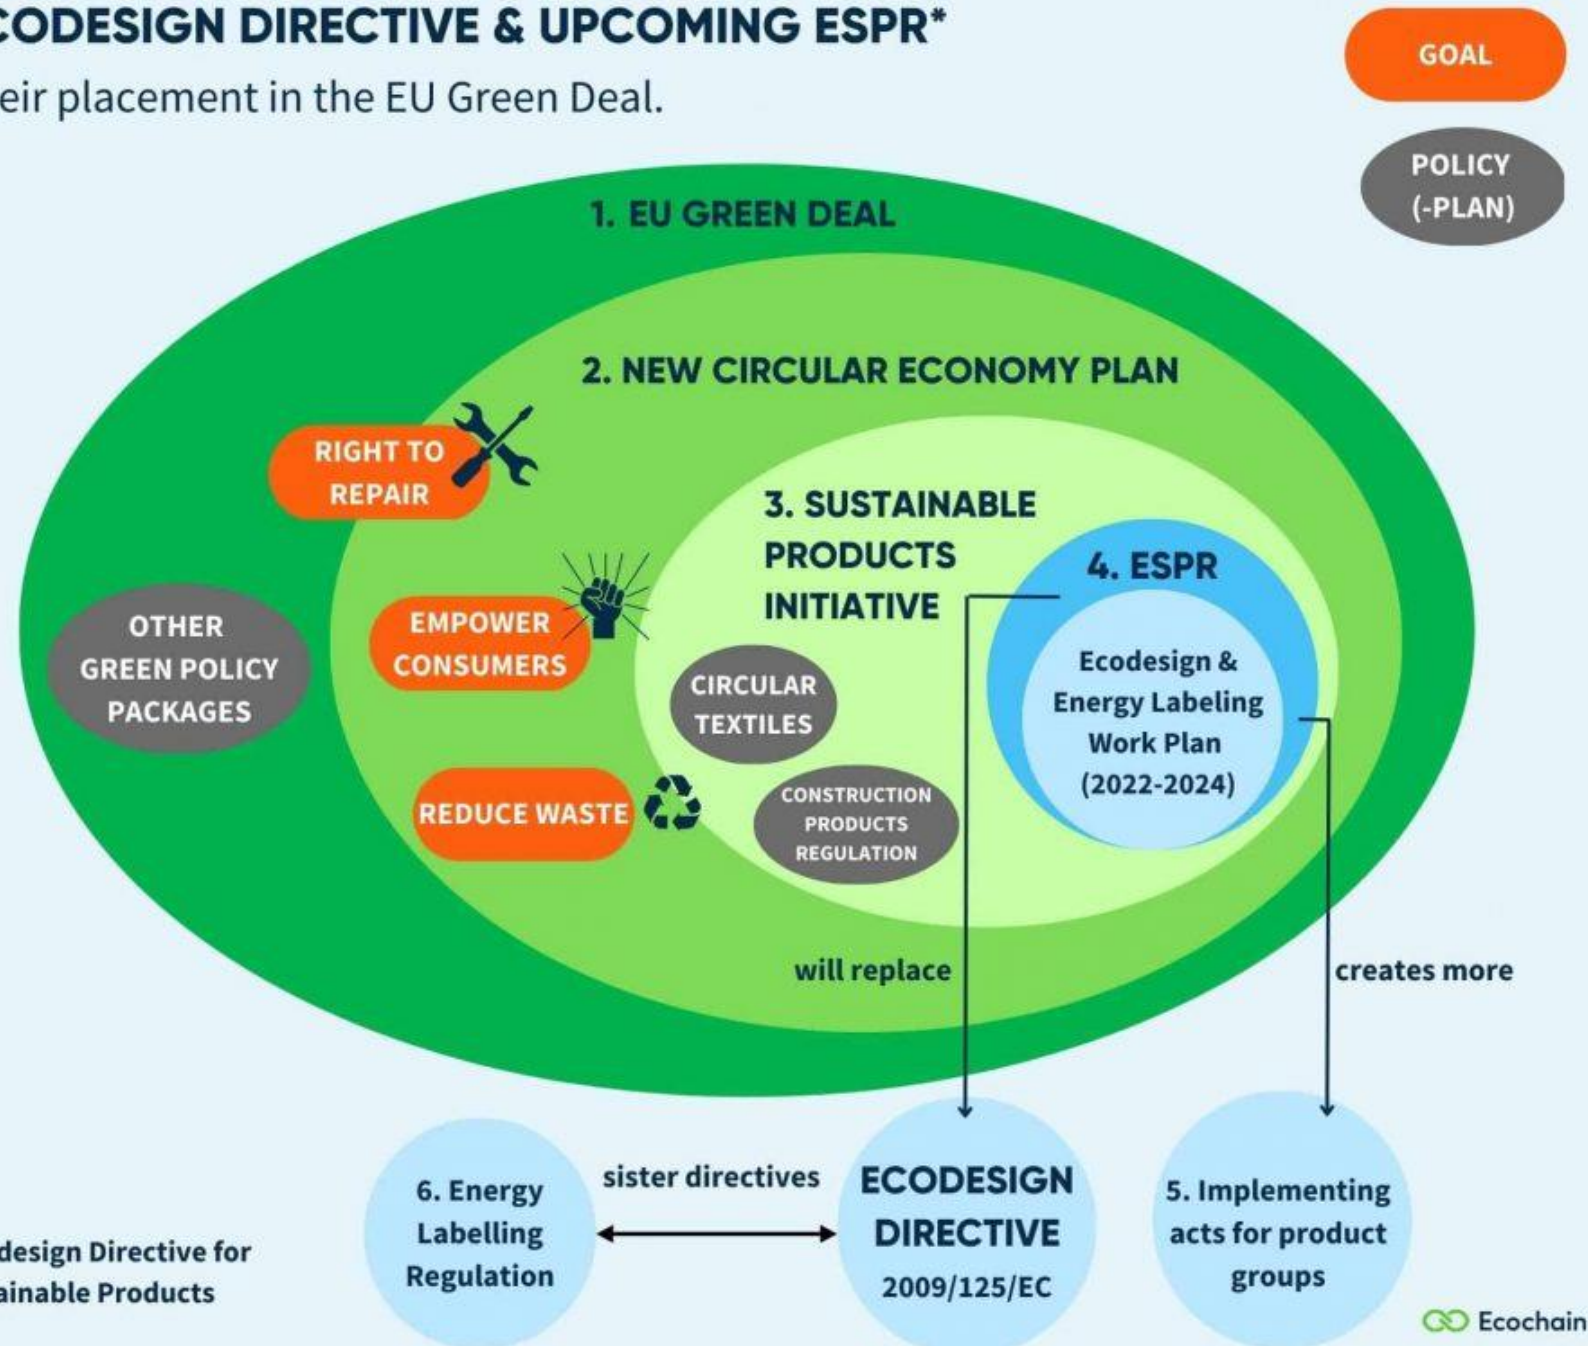 CODESIGN DIRECTIVE & UPCOMING ESPR*
eir placement in the EU Green Deal.
GOAL
POLICY
(-PLAN)
1. EU GREEN DEAL
2. NEW CIRCULAR ECONOMY PLAN
RIGHT TO
REPAIR
3. SUSTAINABLE
PRODUCTS
INITIATIVE
4. ESPR
OTHER
GREEN POLICY
PACKAGES
EMPOWER
CONSUMERS
CIRCULAR
TEXTILES
Ecodesign &
Energy Labeling
Work Plan
(2022-2024)
REDUCE WASTE
CONSTRUCTION
PRODUCTS
REGULATION
will replace
creates more
6. Energy
Labelling
Regulation
sister directives
ECODESIGN
DIRECTIVE
2009/125/EC
5. Implementing
acts for product
groups
design Directive for
ainable Products
Ecochain